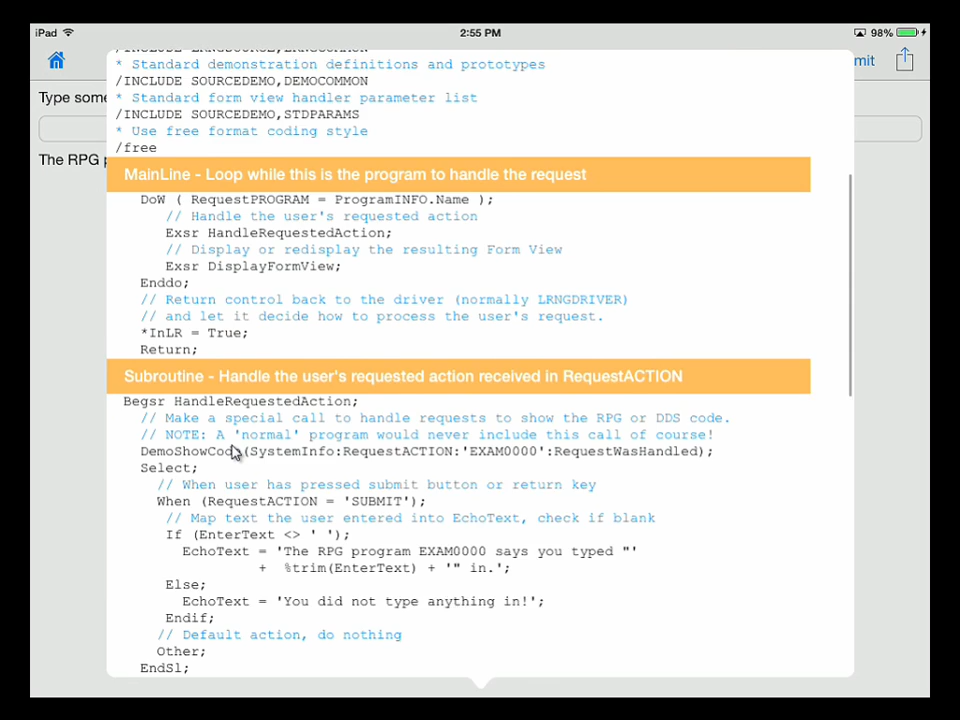 iPad
2:55 PM
98%
mit
Type some
The RPG p
* Standard demonstration definitions and prototypes
/INCLUDE SOURCEDEMO,DEMOCOMMON
* Standard form view handler parameter list
/INCLUDE SOURCEDEMO,STDPARAMS
* Use free format coding style
/free
MainLine - Loop while this is the program to handle the request
DoW ( RequestPROGRAM = ProgramINFO.Name );
// Handle the user's requested action
Exsr HandleRequestedAction;
// Display or redisplay the resulting Form View
Exsr DisplayFormView;
Enddo;
// Return control back to the driver (normally LRNGDRIVER)
// and let it decide how to process the user's request.
*InLR = True;
Return;
Subroutine - Handle the user's requested action received in RequestACTION
Begsr HandleRequestedAction;
// Make a special call to handle requests to show the RPG or DDS code.
// NOTE: A 'normal' program would never include this call of course!
DemoShowCode(SystemInfo:RequestACTION:'EXAM0000':RequestWasHandled);
Select;
// When user has pressed submit button or return key
When (RequestACTION = 'SUBMIT');
// Map text the user entered into EchoText, check if blank
If (EnterText <> ' ');
EchoText = 'The RPG program EXAM0000 says you typed "'
+ %trim(EnterText) + '" in.';
Else;
EchoText = 'You did not type anything in!';
Endif;
// Default action, do nothing
Other;
EndSl;